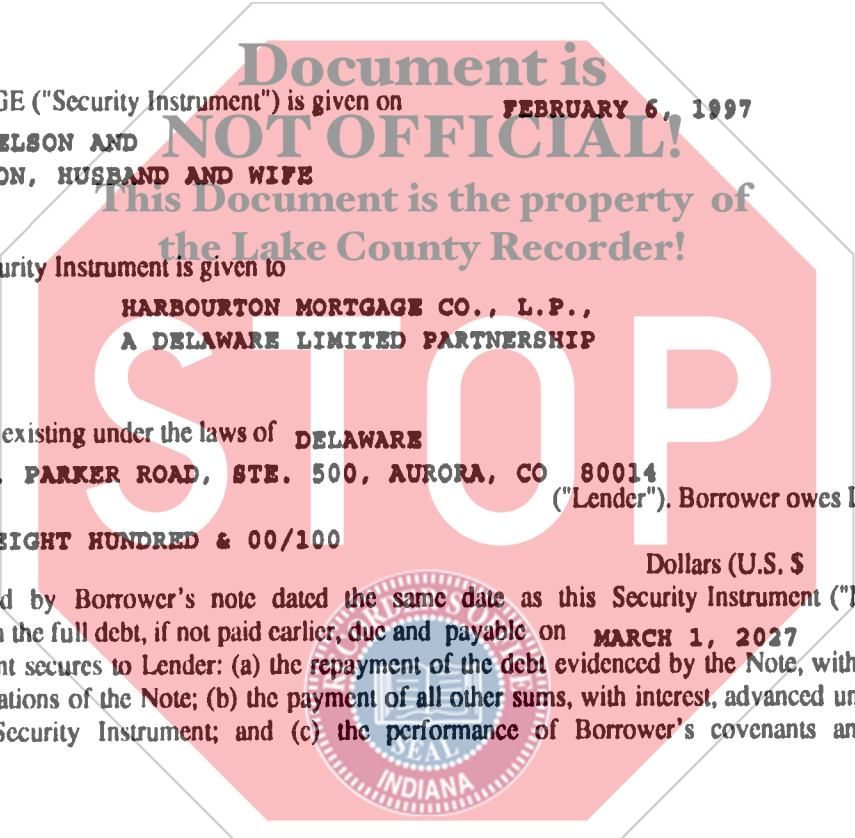 Document is
GE ("Security Instrument") is given on FEBRUARY 6, 1997
NOT OFFICIAL!
ELSON AND
ON, HUSBAND AND WIFE
This Document is the property of
the Lake County Recorder!
urity Instrument is given to
HARBOURTON MORTGAGE CO., L.P.,
A DELAWARE LIMITED PARTNERSHIP
STOP
existing under the laws of DELAWARE
. PARKER ROAD, STE. 500, AURORA, CO 80014
("Lender"). Borrower owes L
EIGHT HUNDRED & 00/100
Dollars (U.S. $
d by Borrower's note dated the same date as this Security Instrument ("
n the full debt, if not paid earlier, due and payable on MARCH 1, 2027
nt secures to Lender: (a) the repayment of the debt evidenced by the Note, with
ations of the Note; (b) the payment of all other sums, with interest, advanced un
Security Instrument; and (c) the performance of Borrower's covenants an
SEAL
INDIANA